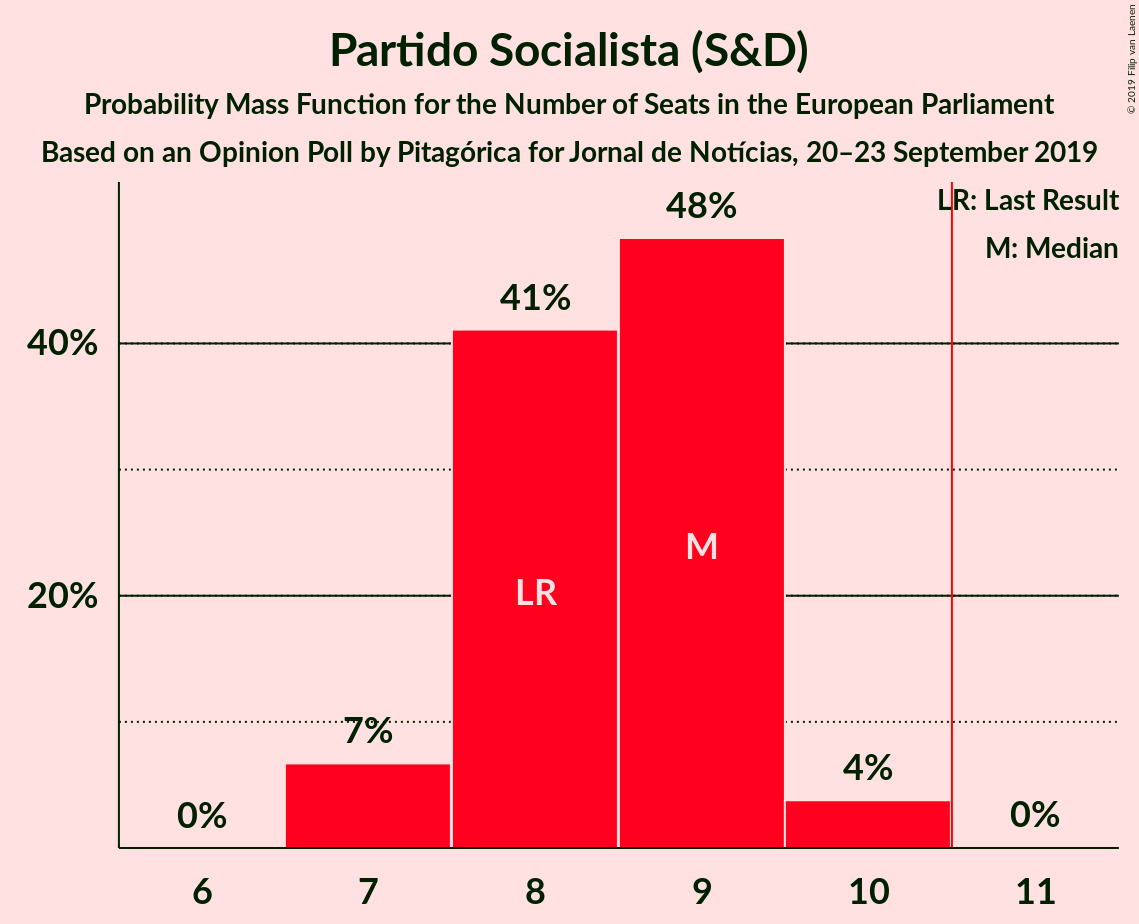 Partido Socialista (S&D)
Probability Mass Function for the Number of Seats in the European Parliament
Based on an Opinion Poll by Pitagórica for Jornal de Notícias, 20–23 September 2019
© 2019 Filip van Laenen
LR: Last Result
M: Median
48%
41%
40%
M
LR
20%
7%
4%
0%
0%
6 7 8 9 10 11